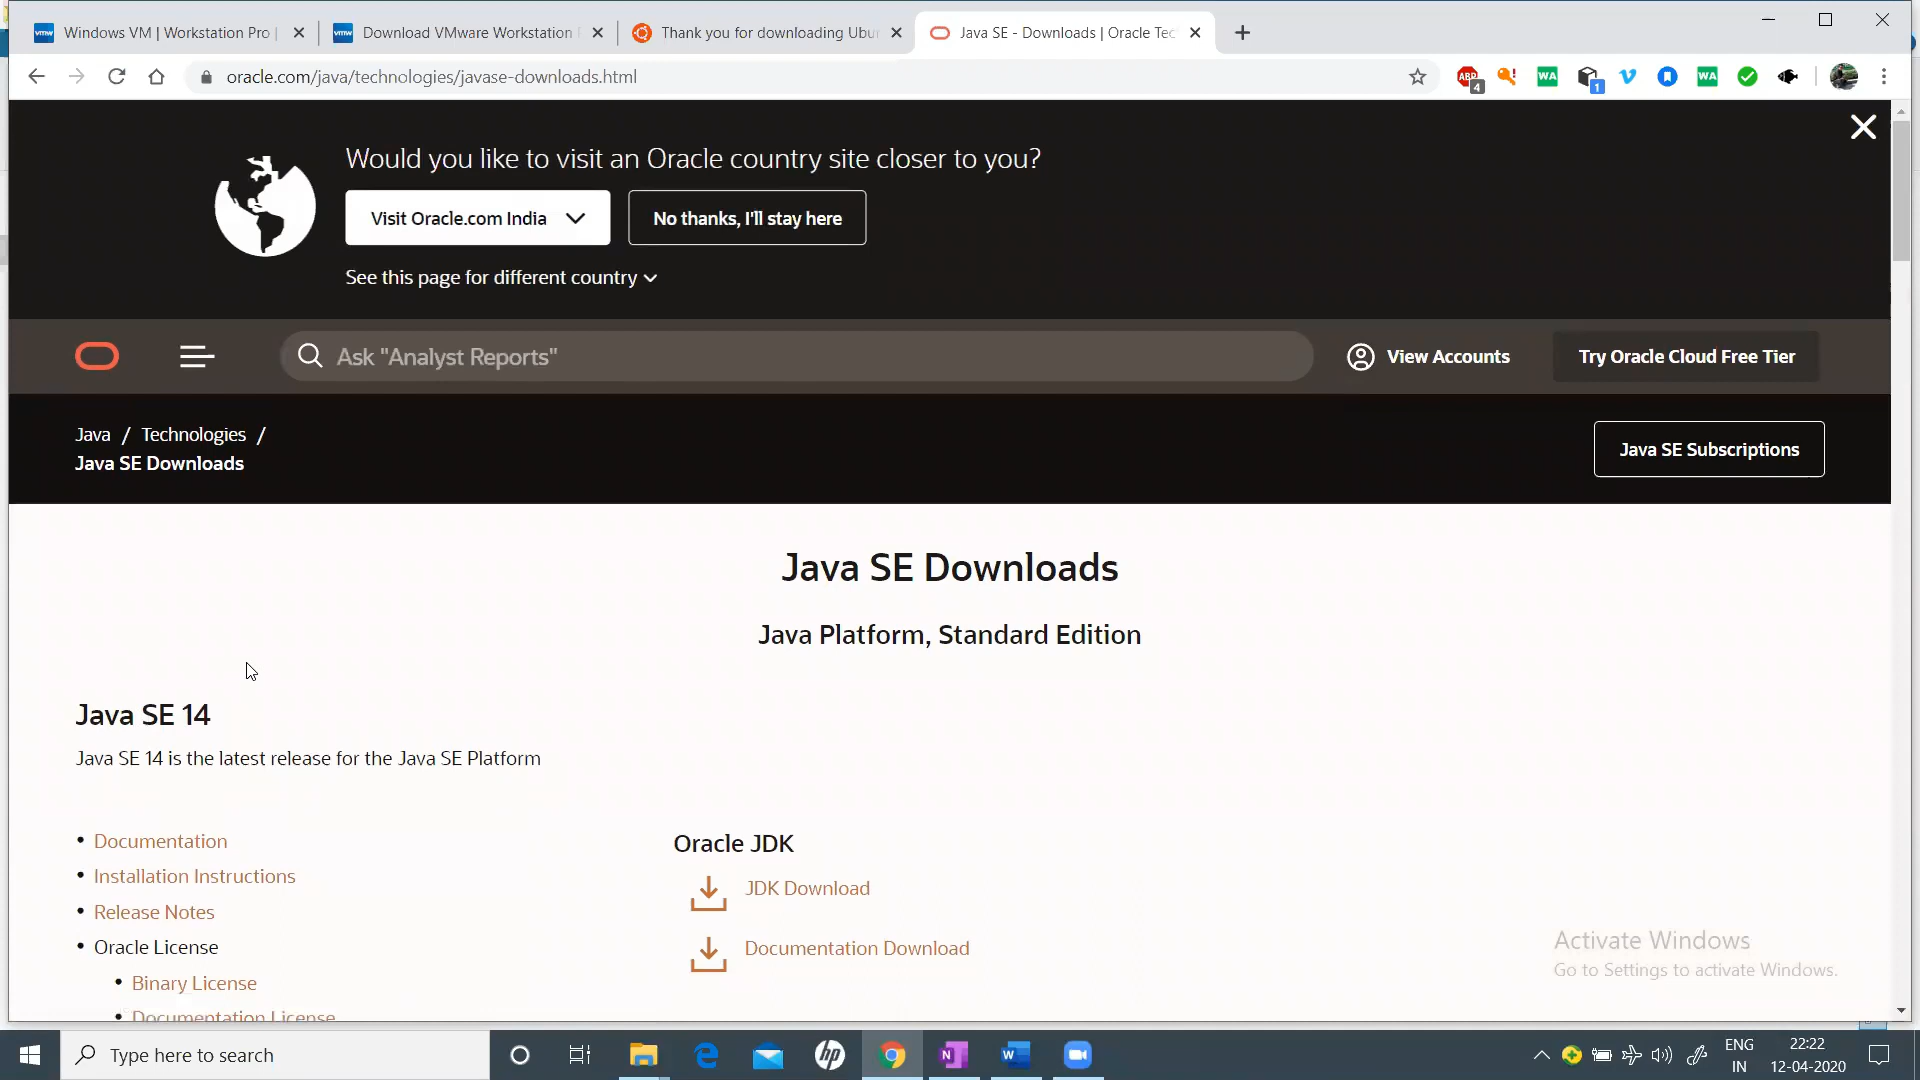 Windows VM | Workstation Pro |
Download VMware Workstation
Thank you for downloading Ubu
Java SE - Downloads | Oracle Tec
oracle.com/java/technologies/javase-downloads.html
ABP
4
WA
1
WA
Would you like to visit an Oracle country site closer to you?
Visit Oracle.com India
No thanks, I'll stay here
See this page for different country
Ask "Analyst Reports"
View Accounts
Try Oracle Cloud Free Tier
Java / Technologies /
Java SE Downloads
Java SE Subscriptions
Java SE Downloads
Java Platform, Standard Edition
Java SE 14
Java SE 14 is the latest release for the Java SE Platform
• Documentation
• Installation Instructions
• Release Notes
• Oracle License
• Binary License
• Documentation License
Oracle JDK
JDK Download
Documentation Download
Activate Windows
Go to Settings to activate Windows.
Type here to search
hp
N
W
ENG
IN
22:22
12-04-2020